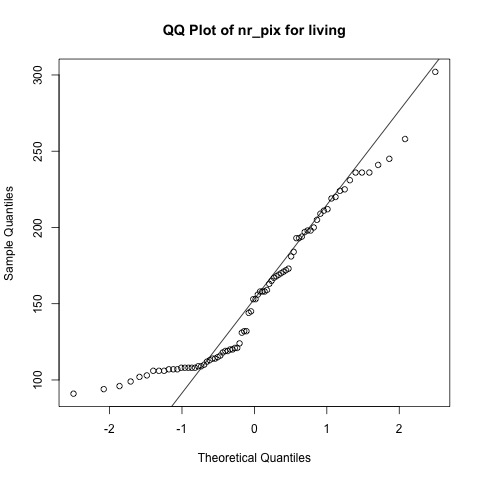 QQ Plot of nr_pix for living
Sample Quantiles
300
250
200
150
100
-2 -1 0 1 2
Theoretical Quantiles